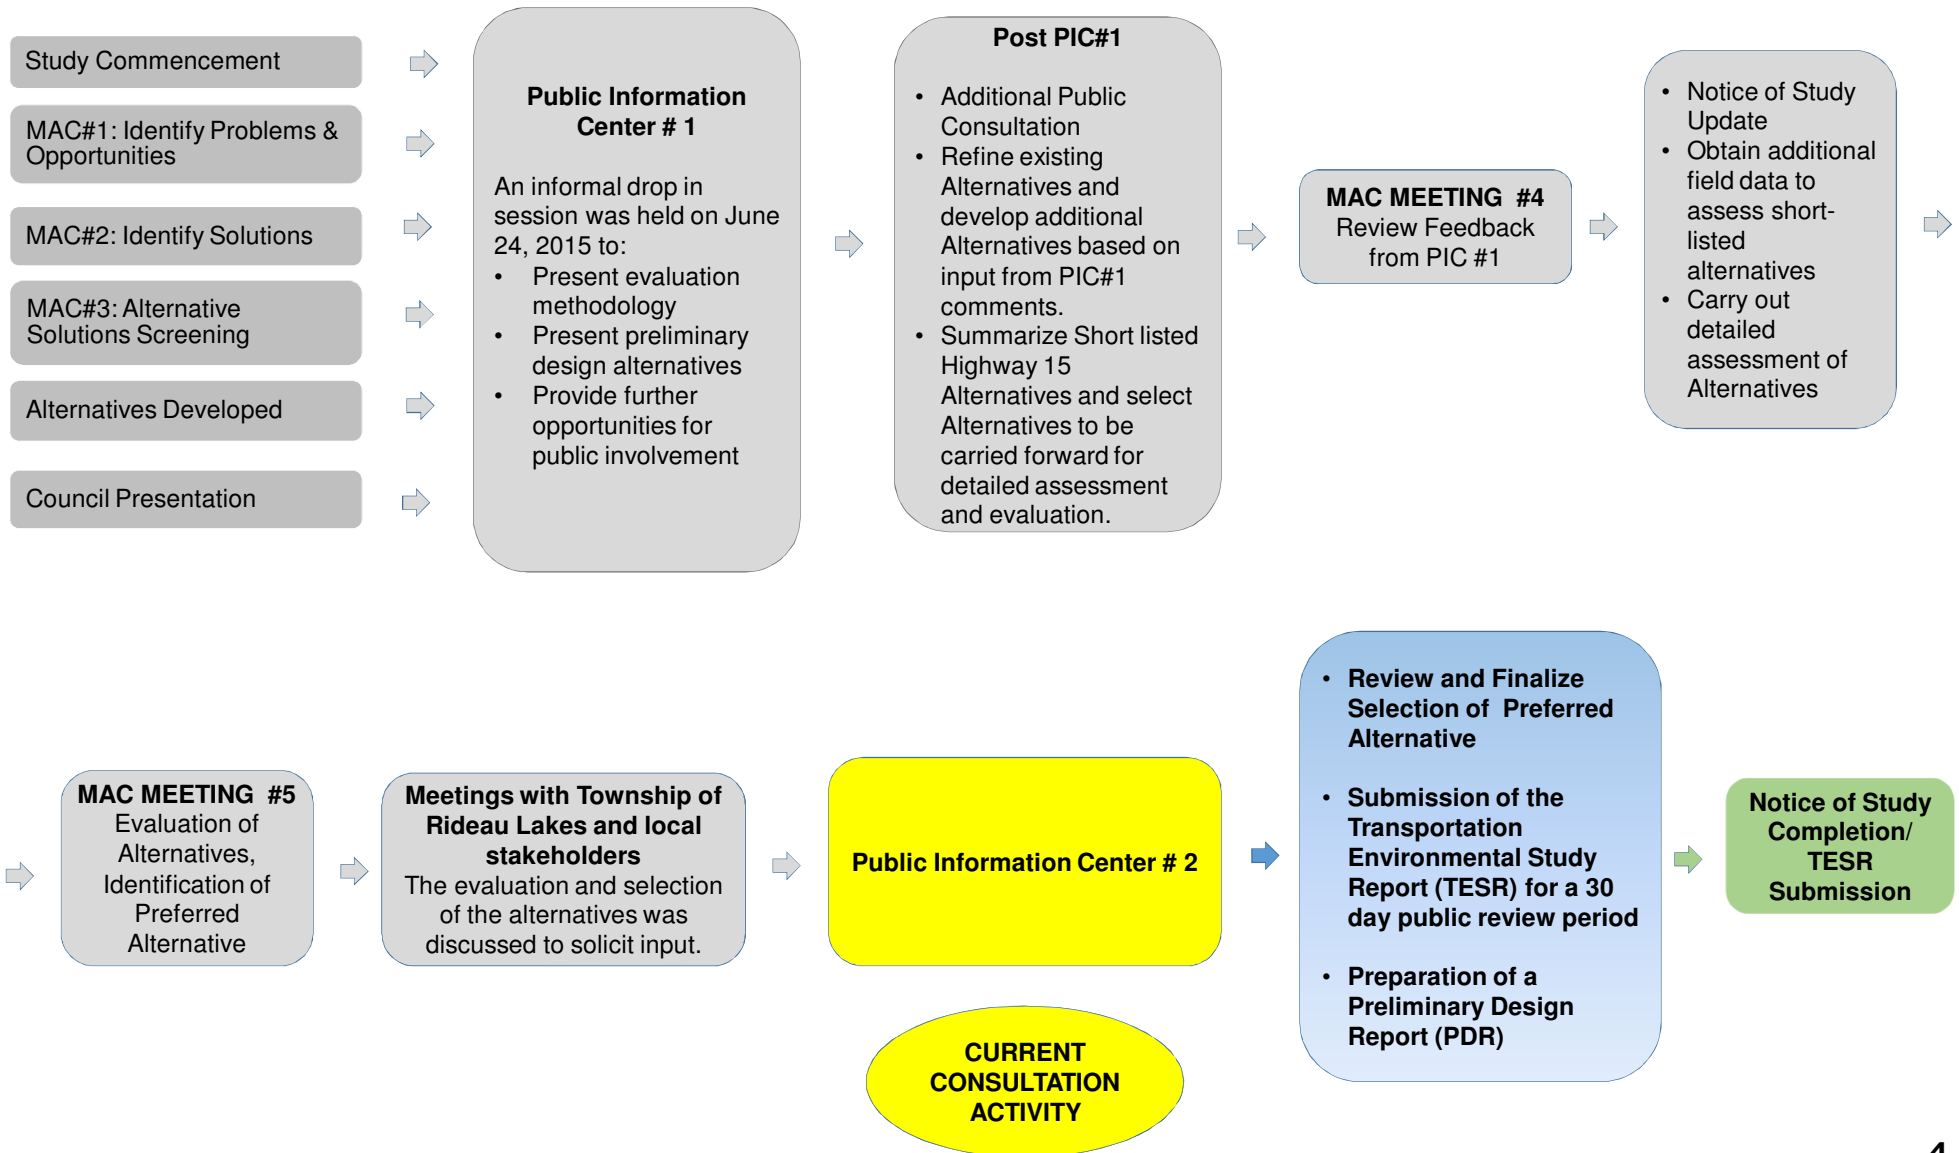 Study Commencement
MAC#1: Identify Problems &
Opportunities
MAC#2: Identify Solutions
MAC#3: Alternative
Solutions Screening
Alternatives Developed
Council Presentation
Public Information
Center # 1
An informal drop in
session was held on June
24, 2015 to:
• Present evaluation
methodology
• Present preliminary
design alternatives
• Provide further
opportunities for
public involvement
Post PIC#1
• Additional Public
Consultation
• Refine existing
Alternatives and
develop additional
Alternatives based on
input from PIC#1
comments.
• Summarize Short listed
Highway 15
Alternatives and select
Alternatives to be
carried forward for
detailed assessment
and evaluation.
MAC MEETING #4
Review Feedback
from PIC #1
• Notice of Study
Update
• Obtain additional
field data to
assess short-
listed
alternatives
• Carry out
detailed
assessment of
Alternatives
MAC MEETING #5
Evaluation of
Alternatives,
Identification of
Preferred
Alternative
Meetings with Township of
Rideau Lakes and local
stakeholders
The evaluation and selection
of the alternatives was
discussed to solicit input.
Public Information Center # 2
CURRENT
CONSULTATION
ACTIVITY
• Review and Finalize
Selection of Preferred
Alternative
• Submission of the
Transportation
Environmental Study
Report (TESR) for a 30
day public review period
• Preparation of a
Preliminary Design
Report (PDR)
Notice of Study
Completion/
TESR
Submission
4